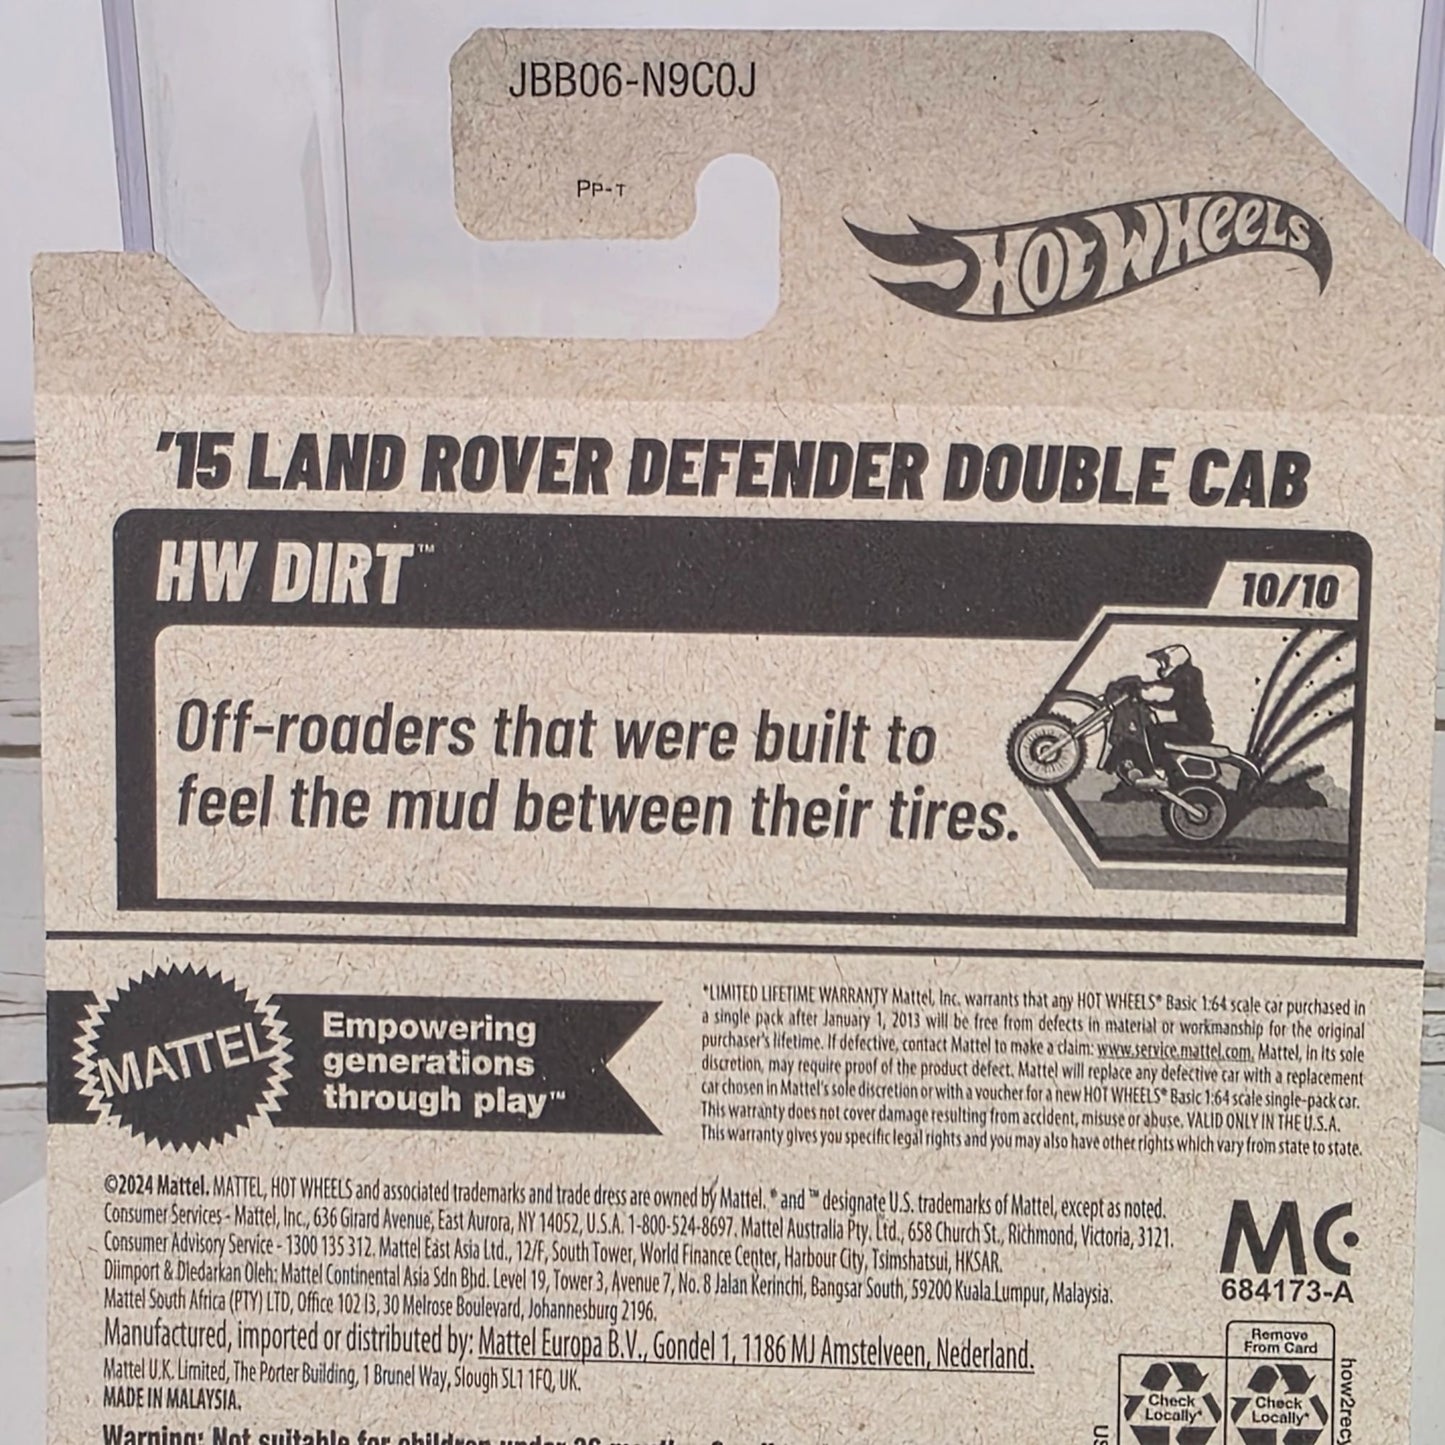 JBB06-N9C0J
PP-T
HOT WHEELS
'15 LAND ROVER DEFENDER DOUBLE CAB
HW DIRT™
10/10
Off-roaders that were built to
feel the mud between their tires.
MATTEL
Empowering
generations
through play™
*LIMITED LIFETIME WARRANTY Mattel, Inc. warrants that any HOT WHEELS® Basic 1:64 scale car purchased in
a single pack after January 1, 2013 will be free from defects in material or workmanship for the original
purchaser's lifetime. If defective, contact Mattel to make a claim: www.service.mattel.com. Mattel, in its sole
discretion, may require proof of the product defect. Mattel will replace any defective car with a replacement
car chosen in Mattel's sole discretion or with a voucher for a new HOT WHEELS® Basic 1:64 scale single-pack car.
This warranty does not cover damage resulting from accident, misuse or abuse. VALID ONLY IN THE U.S.A.
This warranty gives you specific legal rights and you may also have other rights which vary from state to state.
©2024 Mattel. MATTEL, HOT WHEELS and associated trademarks and trade dress are owned by Mattel. ® and ™ designate U.S. trademarks of Mattel, except as noted.
Consumer Services - Mattel, Inc., 636 Girard Avenue, East Aurora, NY 14052, U.S.A. 1-800-524-8697. Mattel Australia Pty. Ltd., 658 Church St., Richmond, Victoria, 3121.
Consumer Advisory Service - 1300 135 312. Mattel East Asia Ltd., 12/F, South Tower, World Finance Center, Harbour City, Tsimshatsui, HKSAR.
Diimport & Diedarkan Oleh: Mattel Continental Asia Sdn Bhd. Level 19, Tower 3, Avenue 7, No. 8 Jalan Kerinchi, Bangsar South, 59200 Kuala Lumpur, Malaysia.
Mattel South Africa (PTY) LTD, Office 102 I3, 30 Melrose Boulevard, Johannesburg 2196.
Manufactured, imported or distributed by: Mattel Europa B.V., Gondel 1, 1186 MJ Amstelveen, Nederland.
Mattel U.K. Limited, The Porter Building, 1 Brunel Way, Slough SL1 1FQ, UK.
MADE IN MALAYSIA.
Warning: Not suitable for children under 36
MC
684173-A
Remove
From Card
Check
Locally*
Check
Locally*
how2recy
US